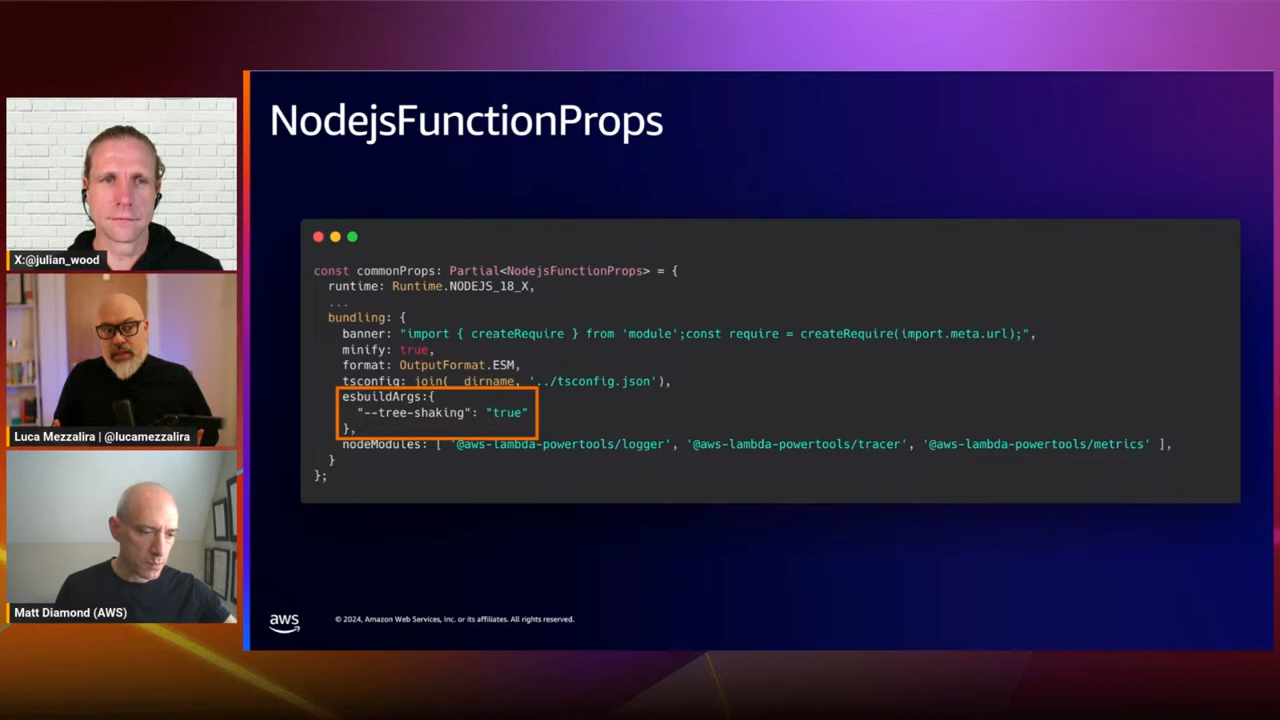 NodejsFunctionProps
const commonProps: Partial<NodejsFunctionProps> = {
runtime: Runtime.NODEJS_18_X,
...
bundling: {
banner: "import { createRequire } from 'module';const require = createRequire(import.meta.url);",
minify: true,
format: OutputFormat.ESM,
tsconfig: join(__dirname, '../tsconfig.json'),
esbuildArgs:{
"--tree-shaking": "true"
},
nodeModules: [ '@aws-lambda-powertools/logger', '@aws-lambda-powertools/tracer', '@aws-lambda-powertools/metrics' ],
}
};
X:@julian_wood
Luca Mezzalira | @lucamezzalira
Matt Diamond (AWS)
aws
© 2024, Amazon Web Services, Inc. or its affiliates. All rights reserved.